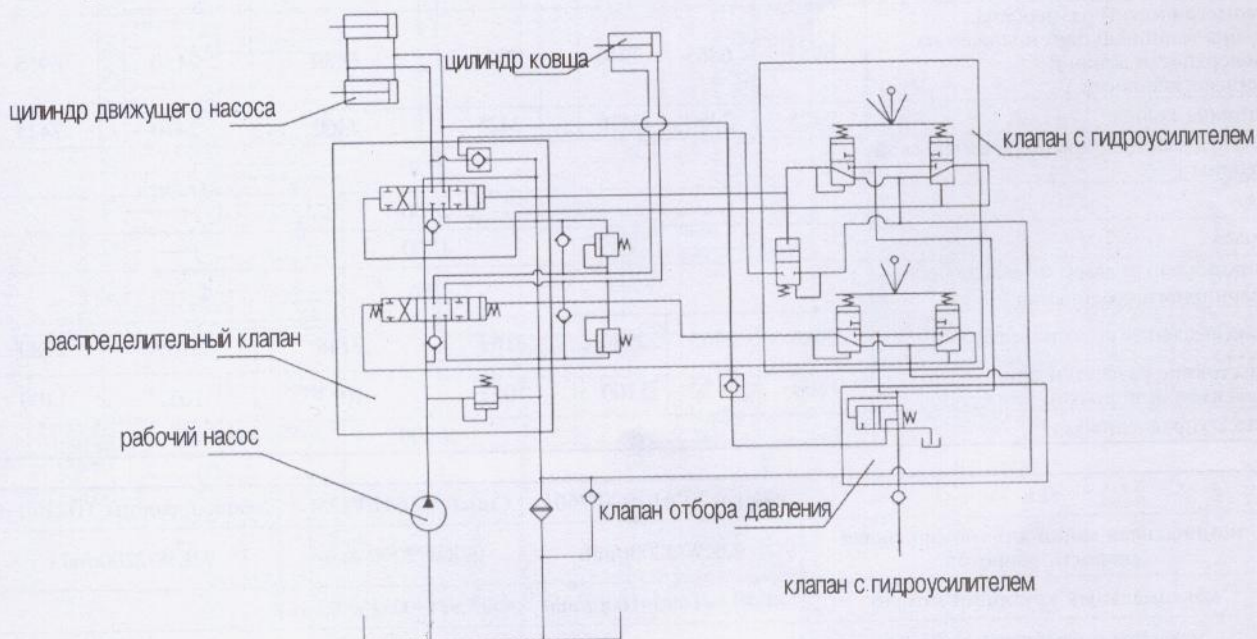 цилиндр ковша
цилиндр движущего насоса
клапан с гидроусилителем
распределительный клапан
рабочий насос
клапан отбора давления
клапан с гидроусилителем